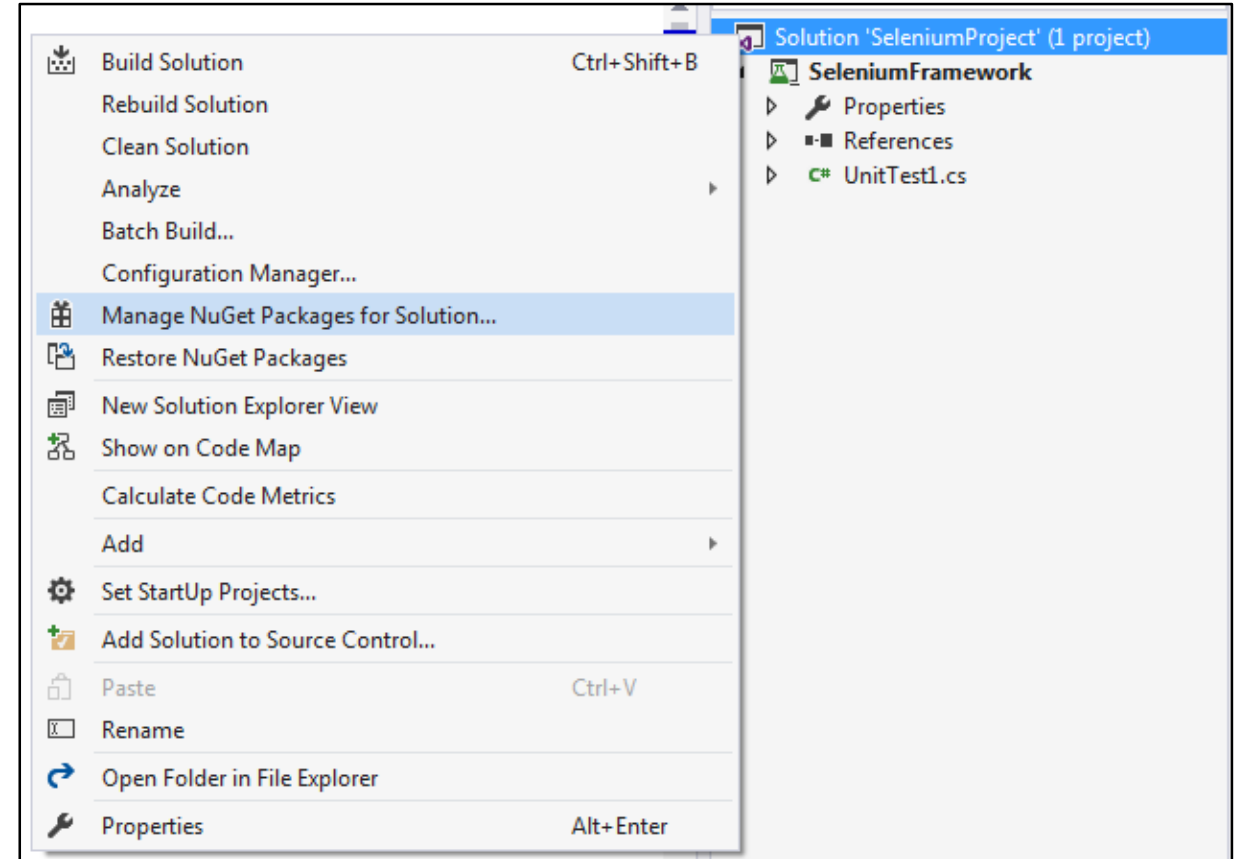 Build Solution Ctrl+Shift+B
Rebuild Solution
Clean Solution
Analyze
Batch Build...
Configuration Manager...
Manage NuGet Packages for Solution...
Restore NuGet Packages
New Solution Explorer View
Show on Code Map
Calculate Code Metrics
Add
Set StartUp Projects...
Add Solution to Source Control...
Paste Ctrl+V
Rename
Open Folder in File Explorer
Properties Alt+Enter
Solution 'SeleniumProject' (1 project)
SeleniumFramework
Properties
References
C# UnitTest1.cs